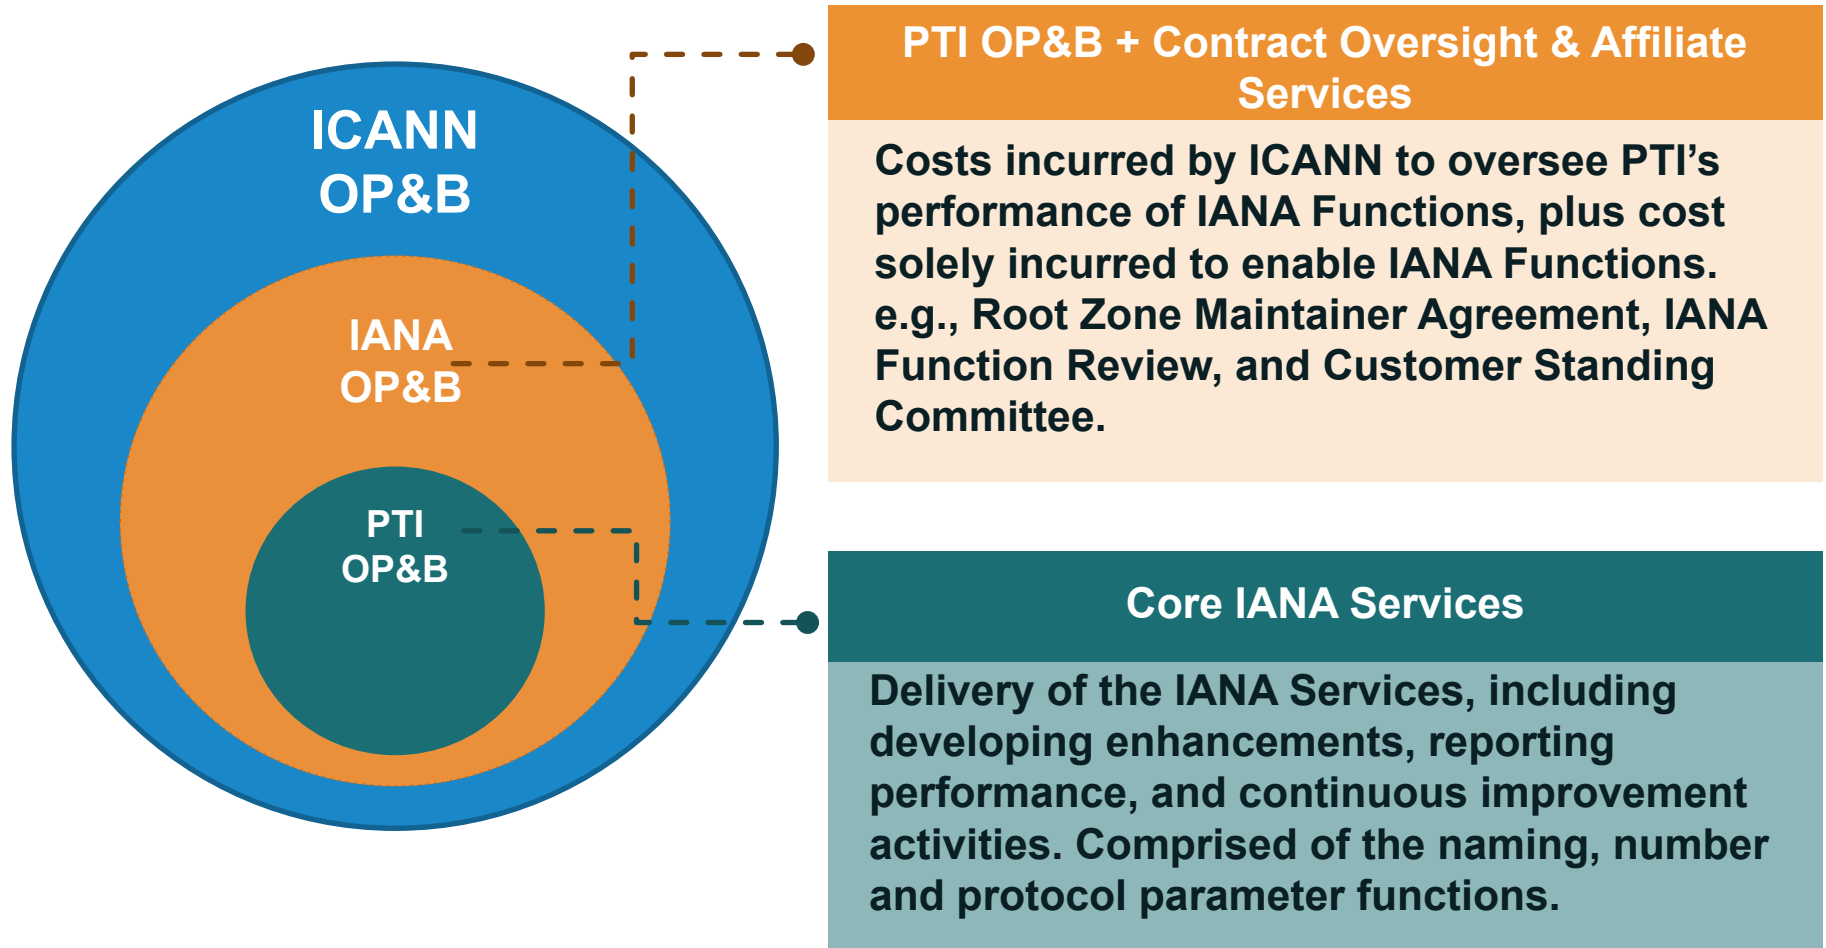 ICANN
OP&B
IANA
OP&B
PTI
OP&B
PTI OP&B + Contract Oversight & Affiliate
Services
Costs incurred by ICANN to oversee PTI’s
performance of IANA Functions, plus cost
solely incurred to enable IANA Functions.
e.g., Root Zone Maintainer Agreement, IANA
Function Review, and Customer Standing
Committee.
Core IANA Services
Delivery of the IANA Services, including
developing enhancements, reporting
performance, and continuous improvement
activities. Comprised of the naming, number
and protocol parameter functions.